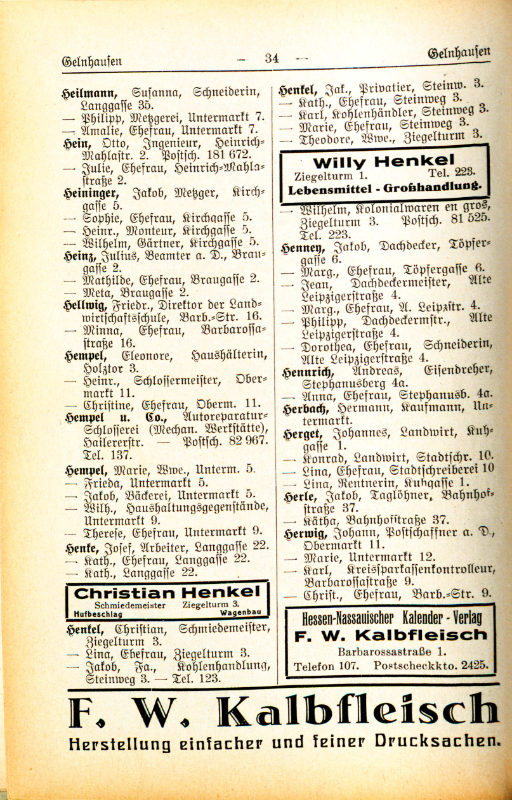 Gelnhausen
— 34 —
Gelnhausen
Heilmann, Susanna, Schneiderin,
Langgasse 35.
— Philipp, Metzgerei, Untermarkt 7.
— Amalie, Ehefrau, Untermarkt 7.
Hein, Otto, Ingenieur, Heinrich-
Mahlastr. 2. Postsch. 181 672.
— Julie, Ehefrau, Heinrich-Mahla-
straße 2.
Heininger, Jakob, Metzger, Kirch-
gasse 5.
— Sophie, Ehefrau, Kirchgasse 5.
— Heinr., Monteur, Kirchgasse 5.
— Wilhelm, Gärtner, Kirchgasse 5.
Heinz, Julius, Beamter a. D., Brau-
gasse 2.
— Mathilde, Ehefrau, Braugasse 2.
— Meta, Braugasse 2.
Hellwig, Friedr., Direktor der Land-
wirtschaftsschule, Barb.-Str. 16.
— Minna, Ehefrau, Barbarossa-
straße 16.
Hempel, Eleonore, Haushälterin,
Holztor 3.
— Heinr., Schlossermeister, Ober-
markt 11.
— Christine, Ehefrau, Oberm. 11.
Hempel u. Co., Autoreparatur-
Schlosserei (Mechan. Werkstätte),
Hailererstr. — Postsch. 82 967.
Tel. 137.
Hempel, Marie, Wwe., Unterm. 5.
— Frieda, Untermarkt 5.
— Jakob, Bäckerei, Untermarkt 5.
— Wilh., Haushaltungsgegenstände,
Untermarkt 9.
— Therese, Ehefrau, Untermarkt 9.
Henke, Josef, Arbeiter, Langgasse 22.
— Kath., Ehefrau, Langgasse 22.
— Kath., Langgasse 22.
Christian Henkel
Schmiedemeister Ziegelturm 3.
Hufbeschlag Wagenbau
Henkel, Christian, Schmiedemeister,
Ziegelturm 3.
— Lina, Ehefrau, Ziegelturm 3.
— Jakob, Fa., Kohlenhandlung,
Steinweg 3. — Tel. 123.
Henkel, Jak., Privatier, Steinw. 3.
— Kath., Ehefrau, Steinweg 3.
— Karl, Kohlenhändler, Steinweg 3.
— Marie, Ehefrau, Steinweg 3.
— Theodore, Wwe., Ziegelturm 3.
Willy Henkel
Ziegelturm 1. Tel. 223.
Lebensmittel - Großhandlung.
— Wilhelm, Kolonialwaren en gros,
Ziegelturm 3. Postsch. 81 525.
Tel. 223.
Henney, Jakob, Dachdecker, Töpfer-
gasse 6.
— Marg., Ehefrau, Töpfergasse 6.
— Jean, Dachdeckermeister, Alte
Leipzigerstraße 4.
— Marg., Ehefrau, A. Leipzstr. 4.
— Philipp, Dachdeckermstr., Alte
Leipzigerstraße 4.
— Dorothea, Ehefrau, Schneiderin,
Alte Leipzigerstraße 4.
Hennrich, Andreas, Eisendreher,
Stephanusberg 4a.
— Anna, Ehefrau, Stephanusb. 4a.
Herbach, Hermann, Kaufmann, Un-
termarkt.
Herget, Johannes, Landwirt, Kuh-
gasse 1.
— Konrad, Landwirt, Stadtschr. 10.
— Lina, Ehefrau, Stadtschreiberei 10
— Lina, Rentnerin, Kuhgasse 1.
Herle, Jakob, Taglöhner, Bahnhof-
straße 37.
— Kätha, Bahnhofstraße 37.
Herwig, Johann, Postschaffner a. D.,
Obermarkt 11.
— Marie, Untermarkt 12.
— Karl, Kreissparkassenkontrolleur,
Barbarossastraße 9.
— Christ., Ehefrau, Barb.-Str. 9.
Hessen-Nassauischer Kalender - Verlag
F. W. Kalbfleisch
Barbarossastraße 1.
Telefon 107. Postscheckkto. 2425.
F. W. Kalbfleisch
Herstellung einfacher und feiner Drucksachen.